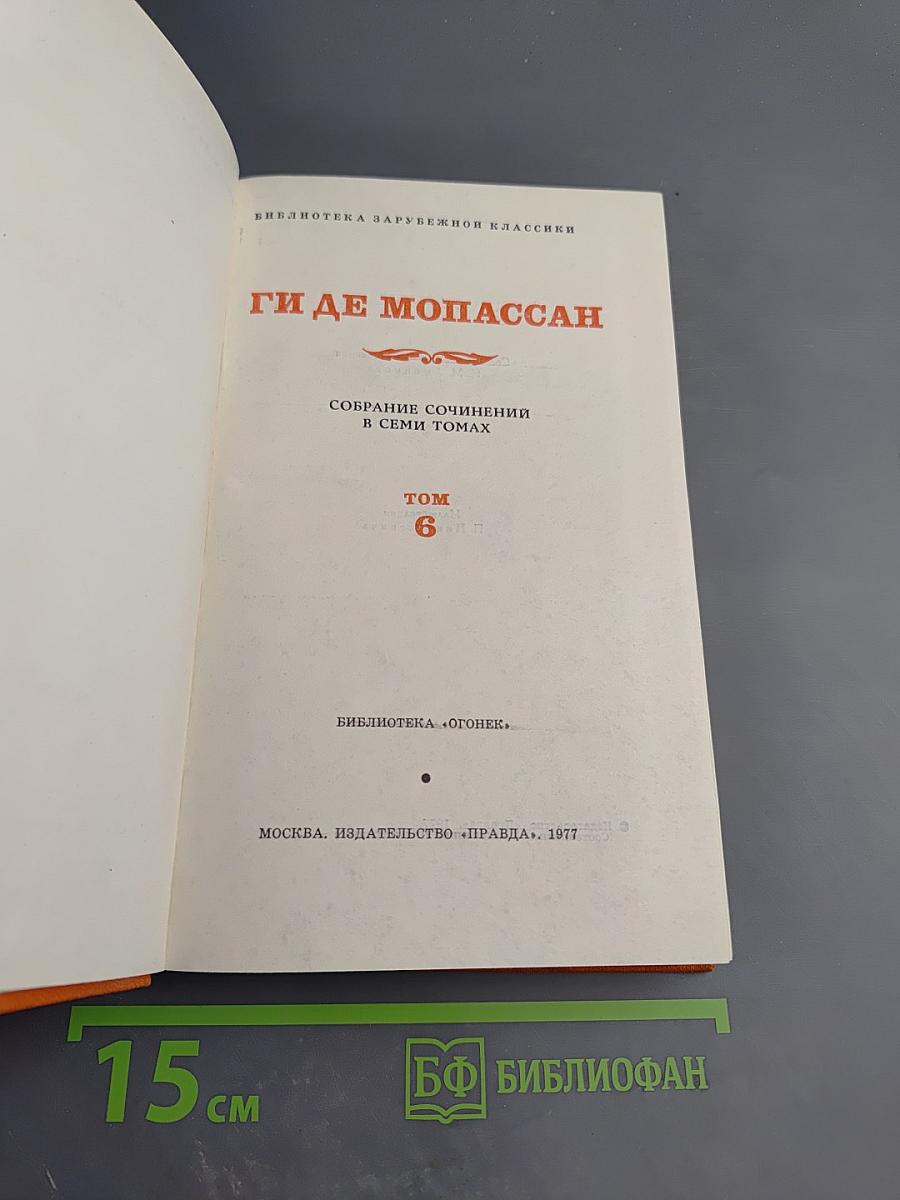 БИБЛИОТЕКА ЗАРУБЕЖНОЙ КЛАССИКИ
ГИ ДЕ МОПАССАН
СОБРАНИЕ СОЧИНЕНИЙ
В СЕМИ ТОМАХ
ТОМ
6
БИБЛИОТЕКА «ОГОНЕК»
МОСКВА. ИЗДАТЕЛЬСТВО «ПРАВДА». 1977
15 см
БФ БИБЛИОФАН